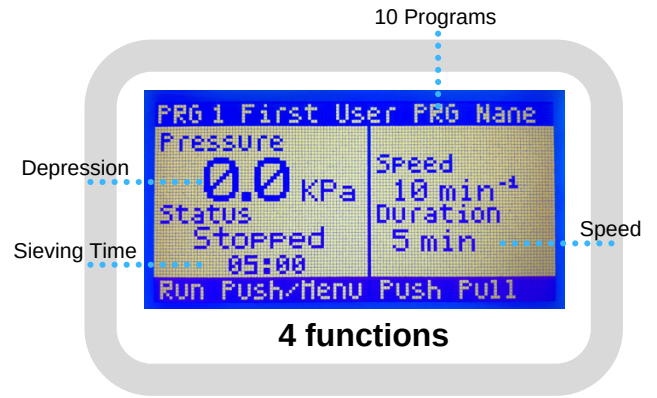 10 Programs
PRG 1 First User PRG Nane
Pressure
Depression
0.0 KPa
Speed
10 min⁻¹
Status
Duration
Stopped
5 min
Speed
Sieving Time
05:00
Run Push/Menu Push Pull
4 functions